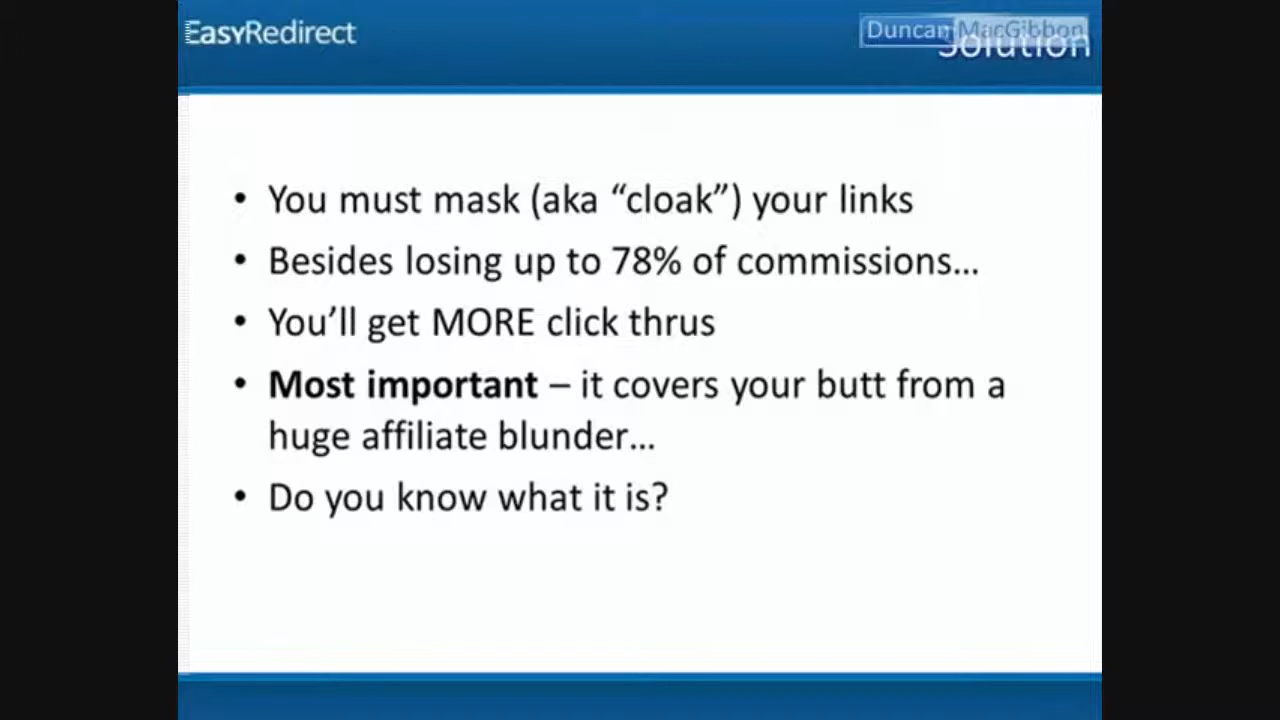 EasyRedirect
Duncan MacGibbon
Solution
• You must mask (aka “cloak”) your links
• Besides losing up to 78% of commissions…
• You’ll get MORE click thrus
• Most important – it covers your butt from a
huge affiliate blunder…
• Do you know what it is?